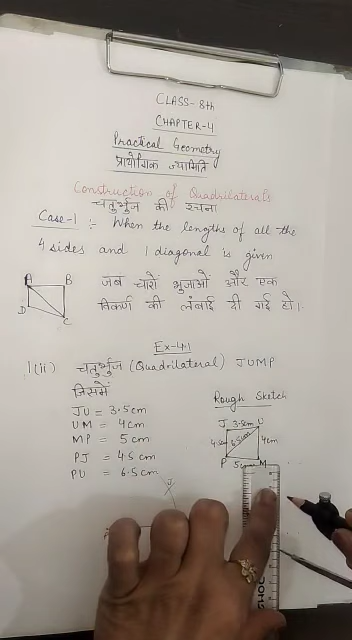 CLASS-8th
CHAPTER-4
Practical Geometry
प्रायोगिक ज्यामिति
Construction of Quadrilaterals
चतुर्भुज की रचना
Case-1 :- When the lengths of all the
4 sides and 1 diagonal is given
जब चारों भुजाओं और एक
विकर्ण की लंबाई दी गई हो।
A B
D C
Ex-4.1
1(ii) चतुर्भुज (Quadrilateral) JUMP
जिसमें
Rough Sketch
JU = 3.5cm
UM = 4cm
MP = 5cm
PJ = 4.5cm
PU = 6.5cm
J 3.5cm U
4.5cm 6.5cm 4cm
P 5cm M
J